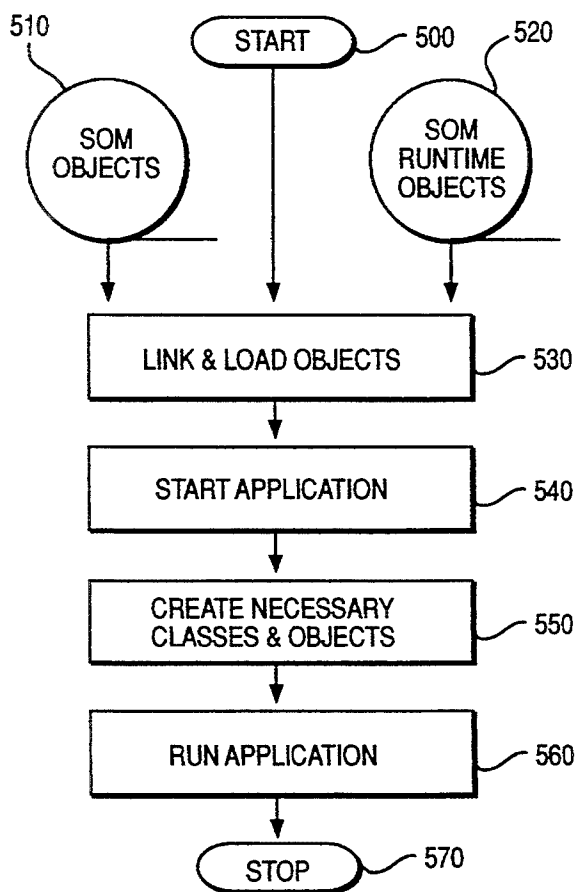 510
START
500
520
SOM
OBJECTS
SOM
RUNTIME
OBJECTS
LINK & LOAD OBJECTS
530
START APPLICATION
540
CREATE NECESSARY
CLASSES & OBJECTS
550
RUN APPLICATION
560
STOP
570